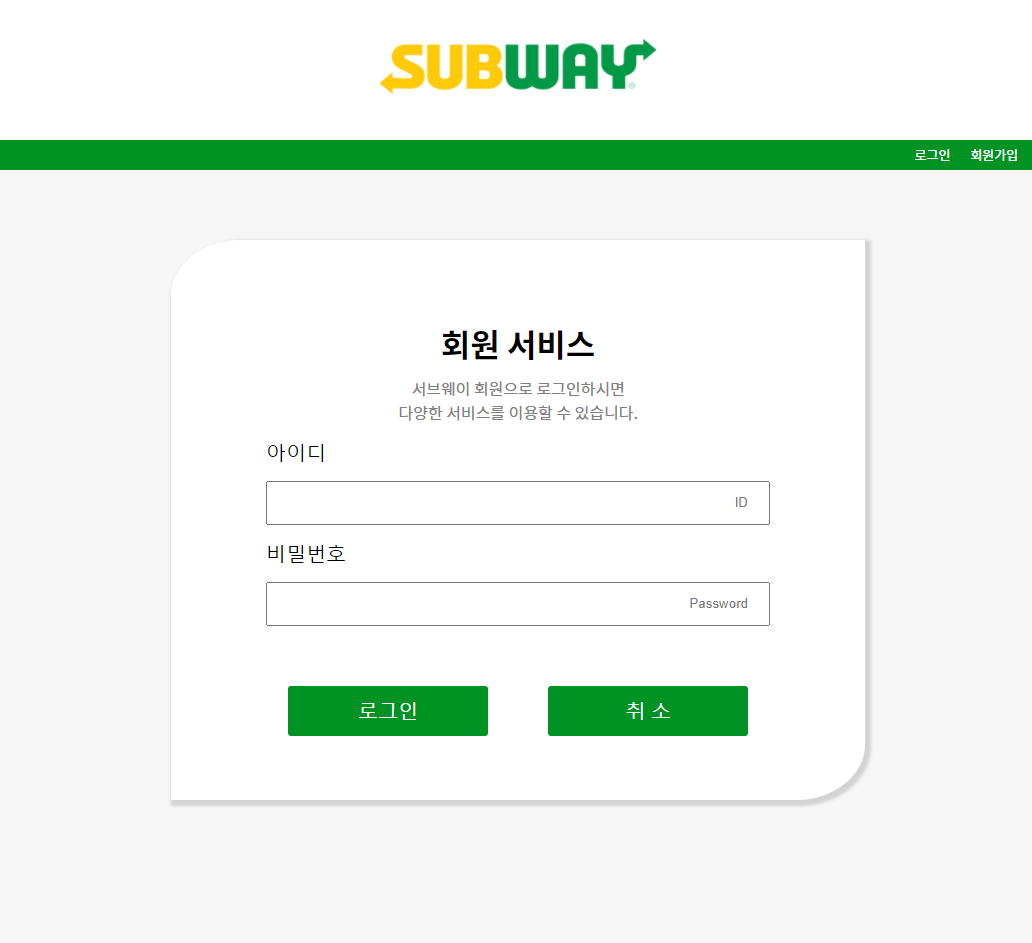 SUBWAY®
로그인 회원가입
회원 서비스
서브웨이 회원으로 로그인하시면
다양한 서비스를 이용할 수 있습니다.
아이디
ID
비밀번호
Password
로그인 취 소